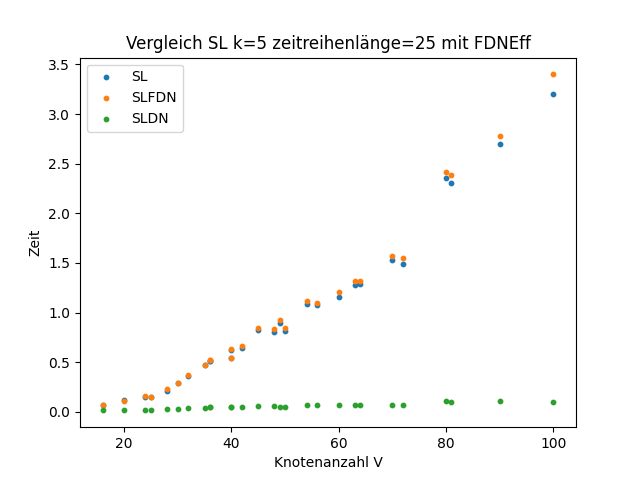 Vergleich SL k=5 zeitreihenlänge=25 mit FDNEff
SL
SLFDN
SLDN
3.5
3.0
2.5
2.0
1.5
1.0
0.5
0.0
Zeit
20 40 60 80 100
Knotenanzahl V